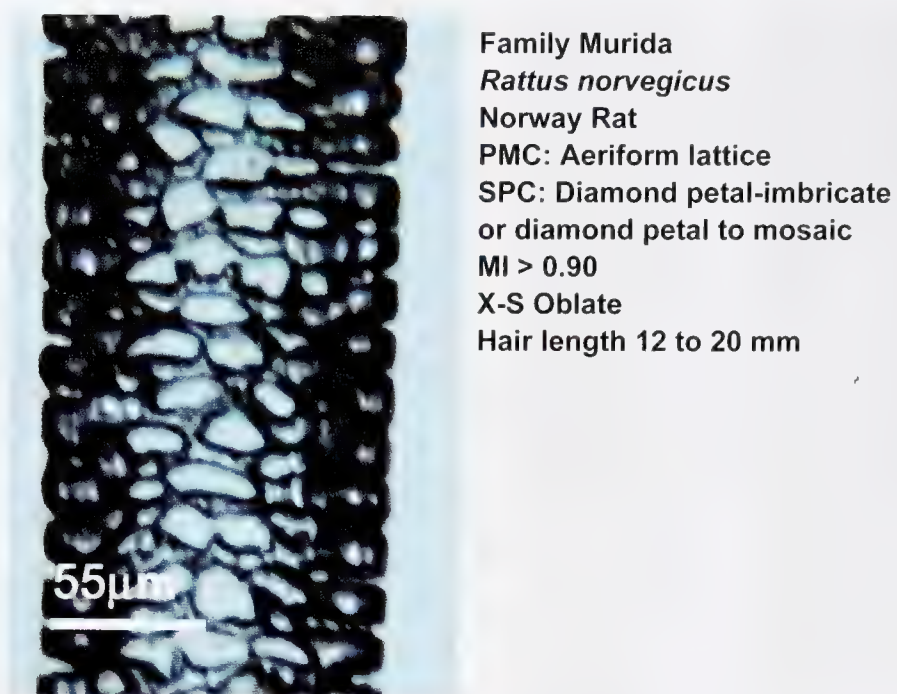 Family Murida
Rattus norvegicus
Norway Rat
PMC: Aeriform lattice
SPC: Diamond petal-imbricate
or diamond petal to mosaic
MI > 0.90
X-S Oblate
Hair length 12 to 20 mm
55μm